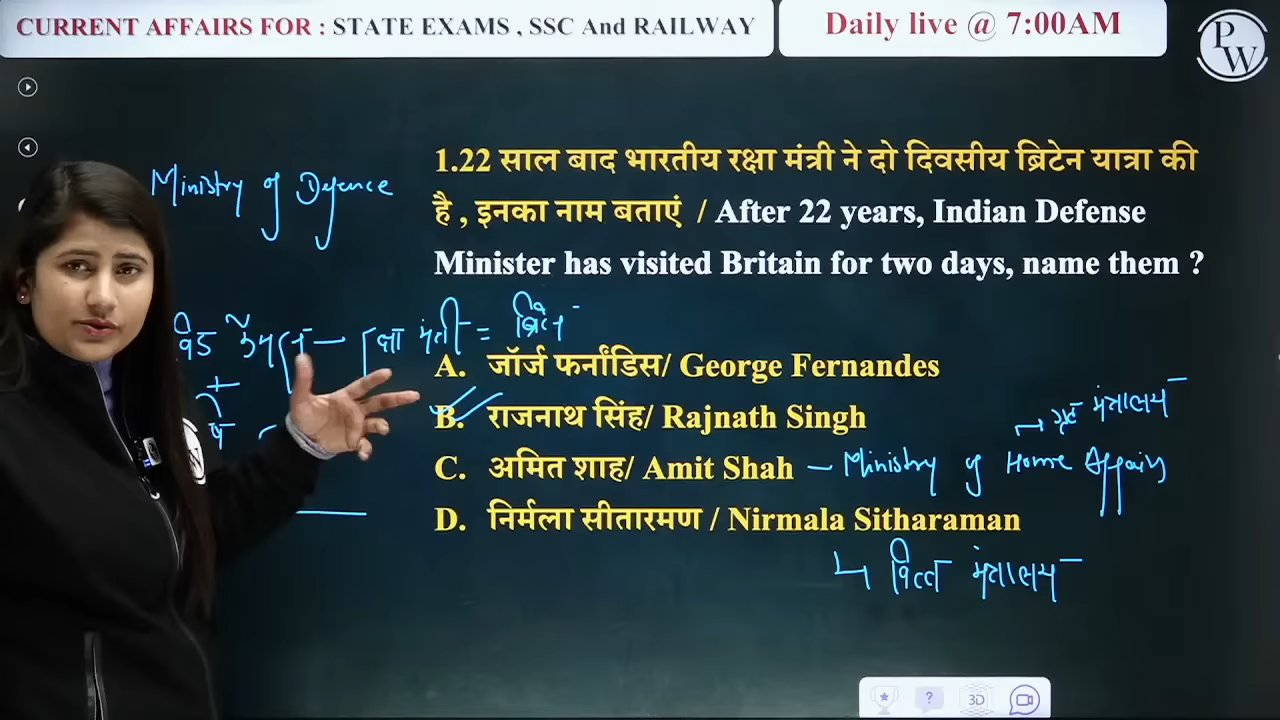 CURRENT AFFAIRS FOR : STATE EXAMS , SSC And RAILWAY
Daily live @ 7:00AM
PW
Ministry of Defence
1.22 साल बाद भारतीय रक्षा मंत्री ने दो दिवसीय ब्रिटेन यात्रा की
है , इनका नाम बताएं / After 22 years, Indian Defense
Minister has visited Britain for two days, name them ?
रक्षा मंत्री = ब्रिटेन
A. जॉर्ज फर्नांडिस/ George Fernandes
→ गृह मंत्रालय
B. राजनाथ सिंह/ Rajnath Singh
C. अमित शाह/ Amit Shah – Ministry of Home Affairs
D. निर्मला सीतारमण / Nirmala Sitharaman
↳ वित्त मंत्रालय
? 3D